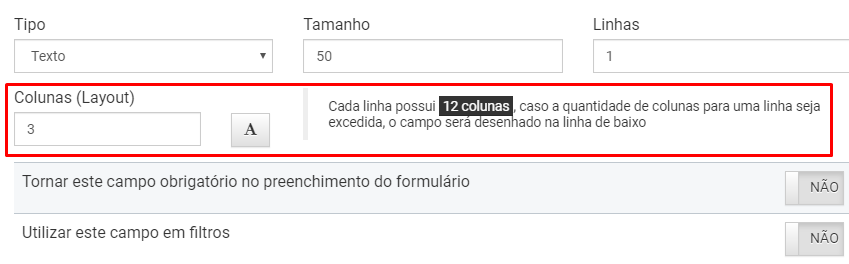 Tipo Tamanho Linhas
Texto 50 1
Colunas (Layout)
3 A
Cada linha possui 12 colunas, caso a quantidade de colunas para uma linha seja
excedida, o campo será desenhado na linha de baixo
Tornar este campo obrigatório no preenchimento do formulário NÃO
Utilizar este campo em filtros NÃO